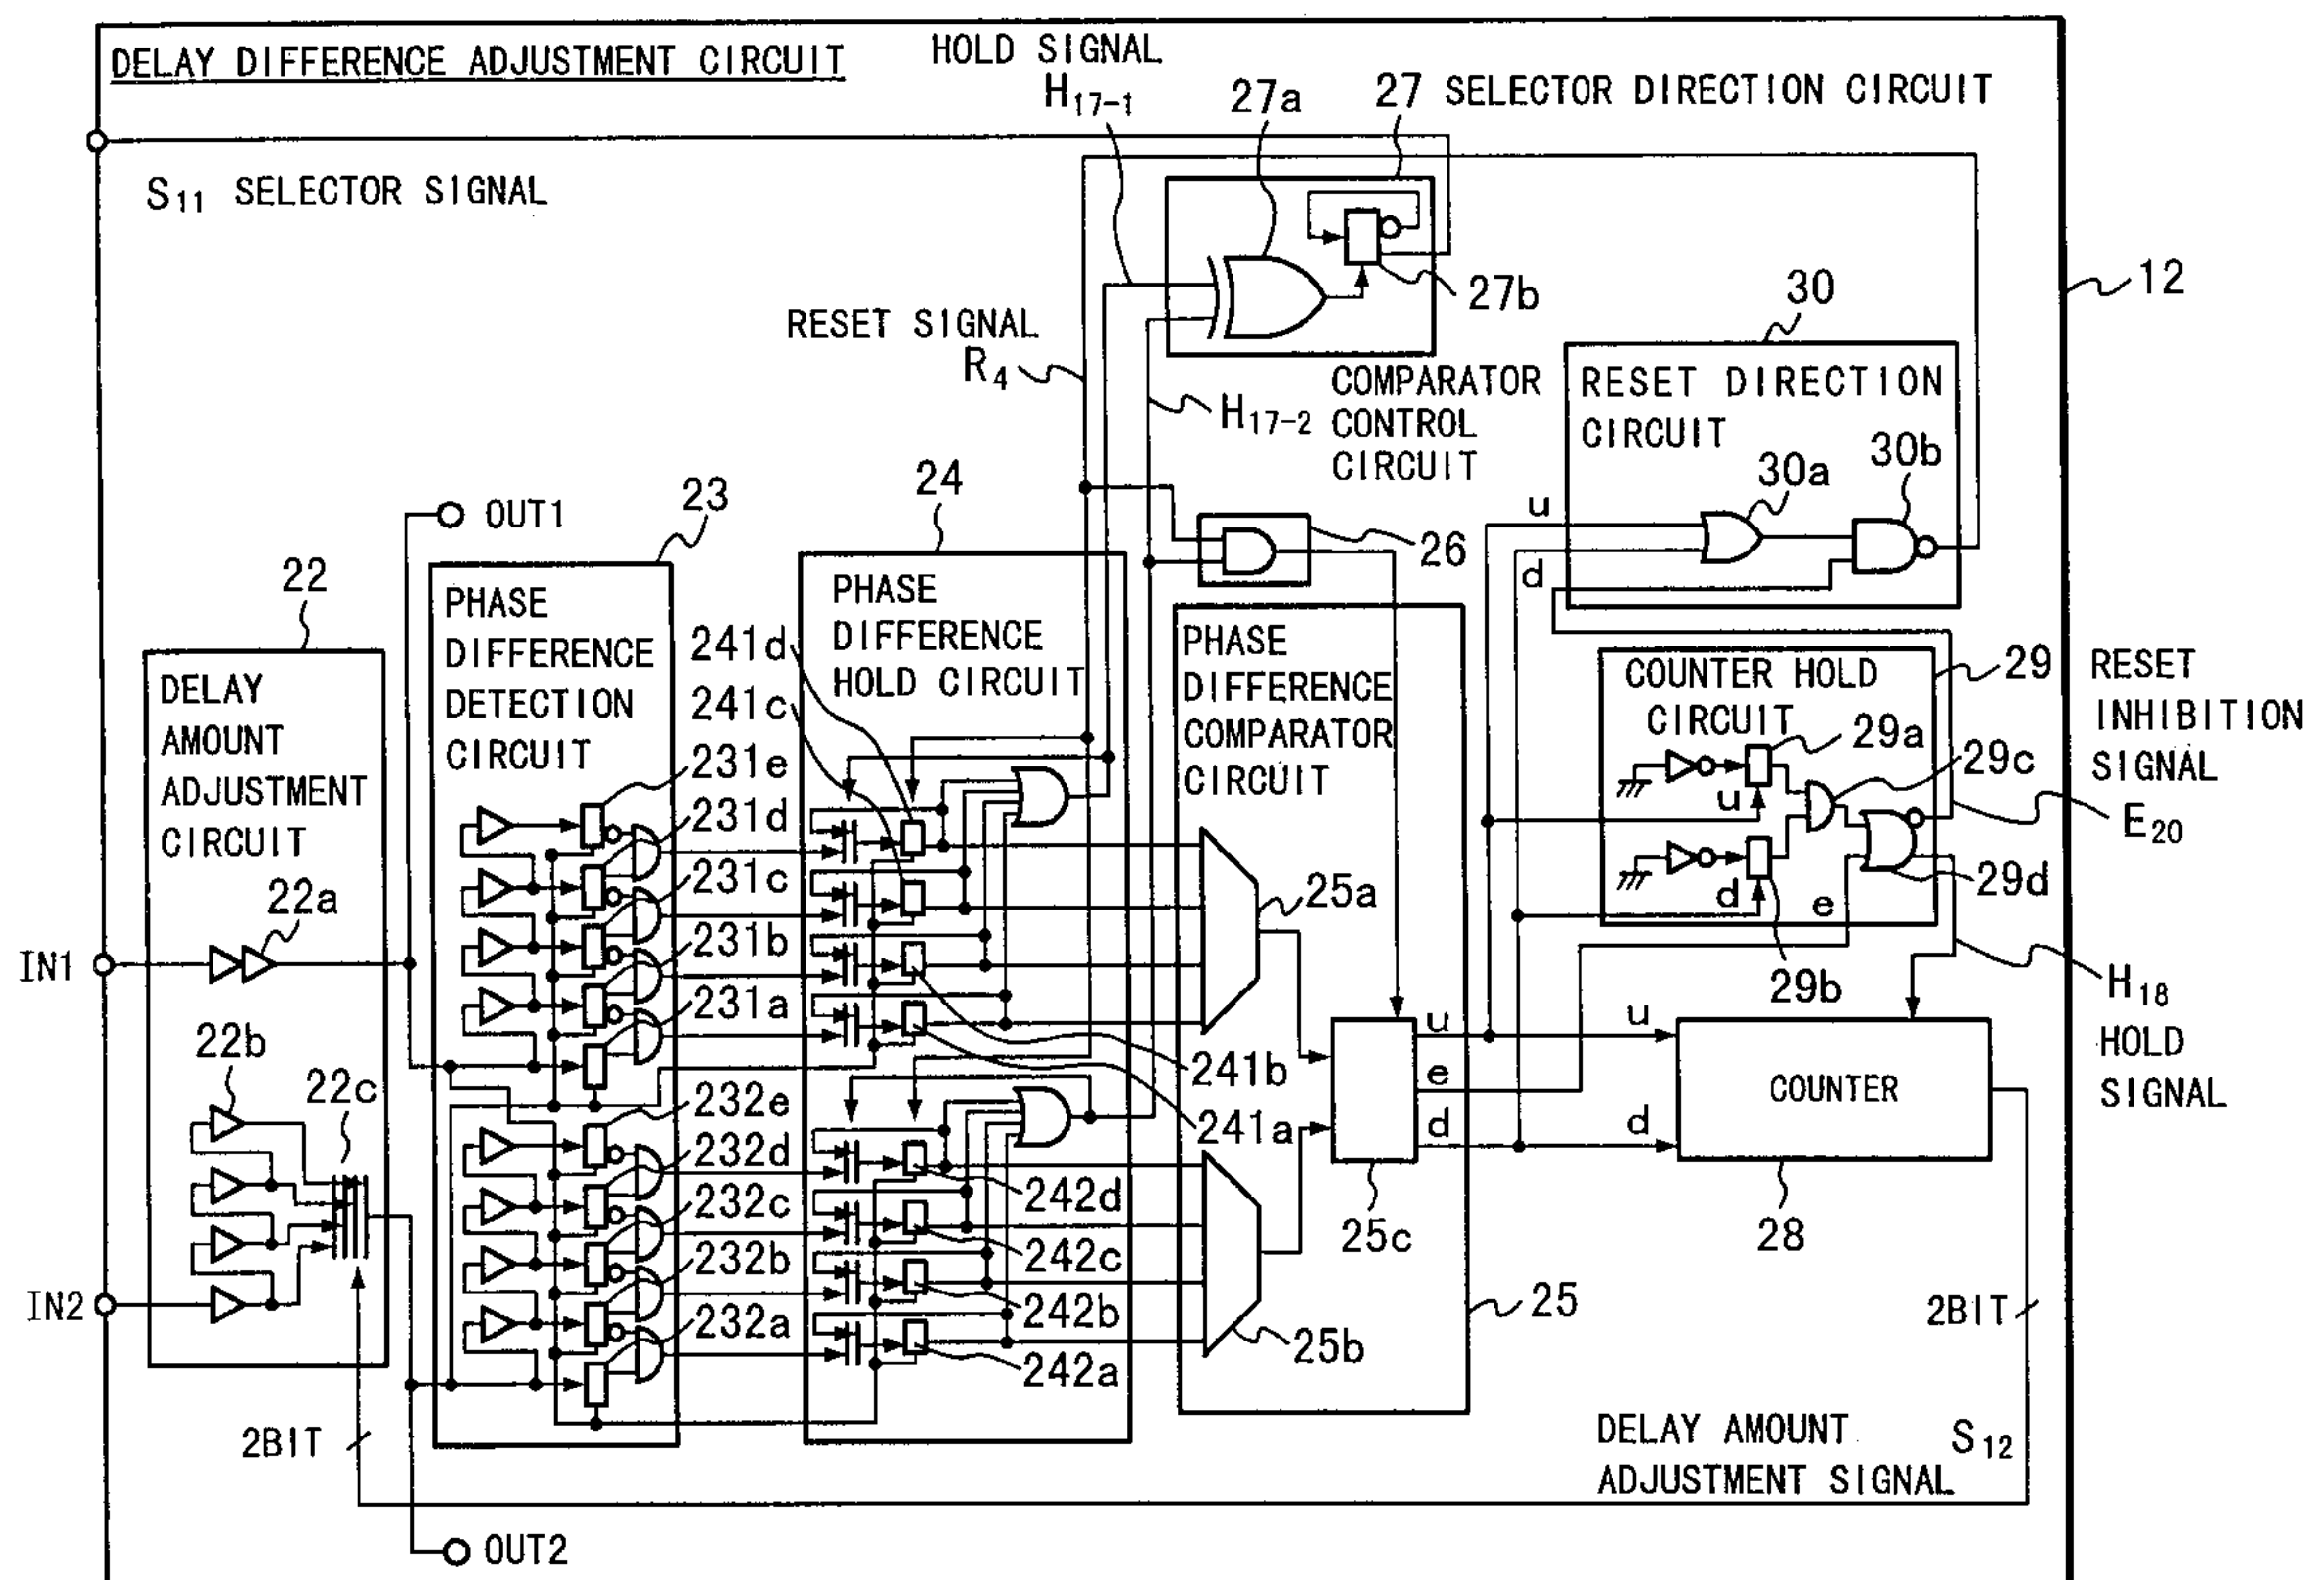 DELAY DIFFERENCE ADJUSTMENT CIRCUIT
HOLD SIGNAL
H17-1
27a
27 SELECTOR DIRECTION CIRCUIT
S11 SELECTOR SIGNAL
27b
12
30
RESET SIGNAL
R4
H17-2
COMPARATOR
CONTROL
CIRCUIT
RESET DIRECTION
CIRCUIT
30a
30b
u
d
OUT1
23
24
26
22
DELAY
AMOUNT
ADJUSTMENT
CIRCUIT
22a
22b
22c
IN1
IN2
PHASE
DIFFERENCE
DETECTION
CIRCUIT
231e
231d
231c
231b
231a
232e
232d
232c
232b
232a
PHASE
DIFFERENCE
HOLD CIRCUIT
241d
241c
241b
241a
242d
242c
242b
242a
PHASE
DIFFERENCE
COMPARATOR
CIRCUIT
25a
25b
25c
25
u
e
d
COUNTER HOLD
CIRCUIT
29
29a
29b
29c
29d
u
d
e
RESET
INHIBITION
SIGNAL
E20
H18
HOLD
SIGNAL
u
d
COUNTER
28
2BIT
2BIT
DELAY AMOUNT
ADJUSTMENT SIGNAL
S12
OUT2